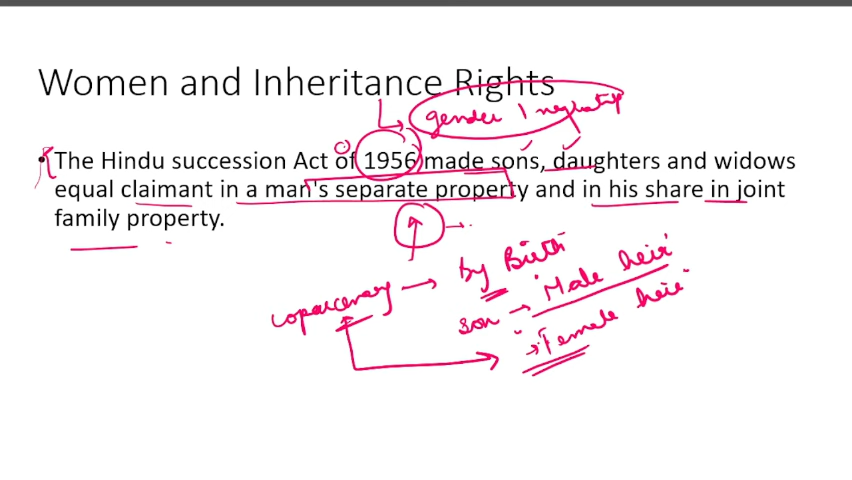 Women and Inheritance Rights
gender
• The Hindu succession Act of 1956 made sons, daughters and widows
equal claimant in a man's separate property and in his share in joint
family property.
coparcenary → by Birth
son → "Male heir"
→ Female heir"